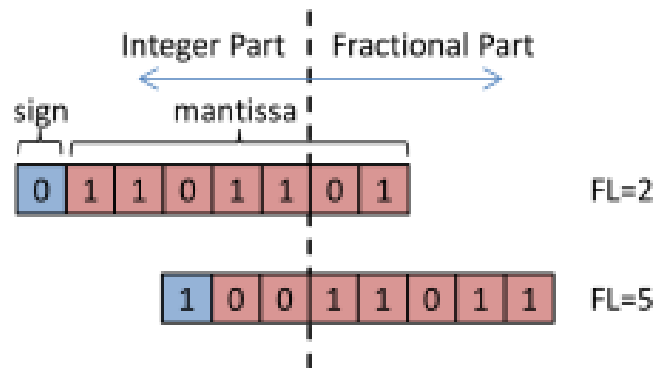 Integer Part Fractional Part
sign mantissa
0 1 1 0 1 1 0 1 FL=2
1 0 0 1 1 0 1 1 FL=5